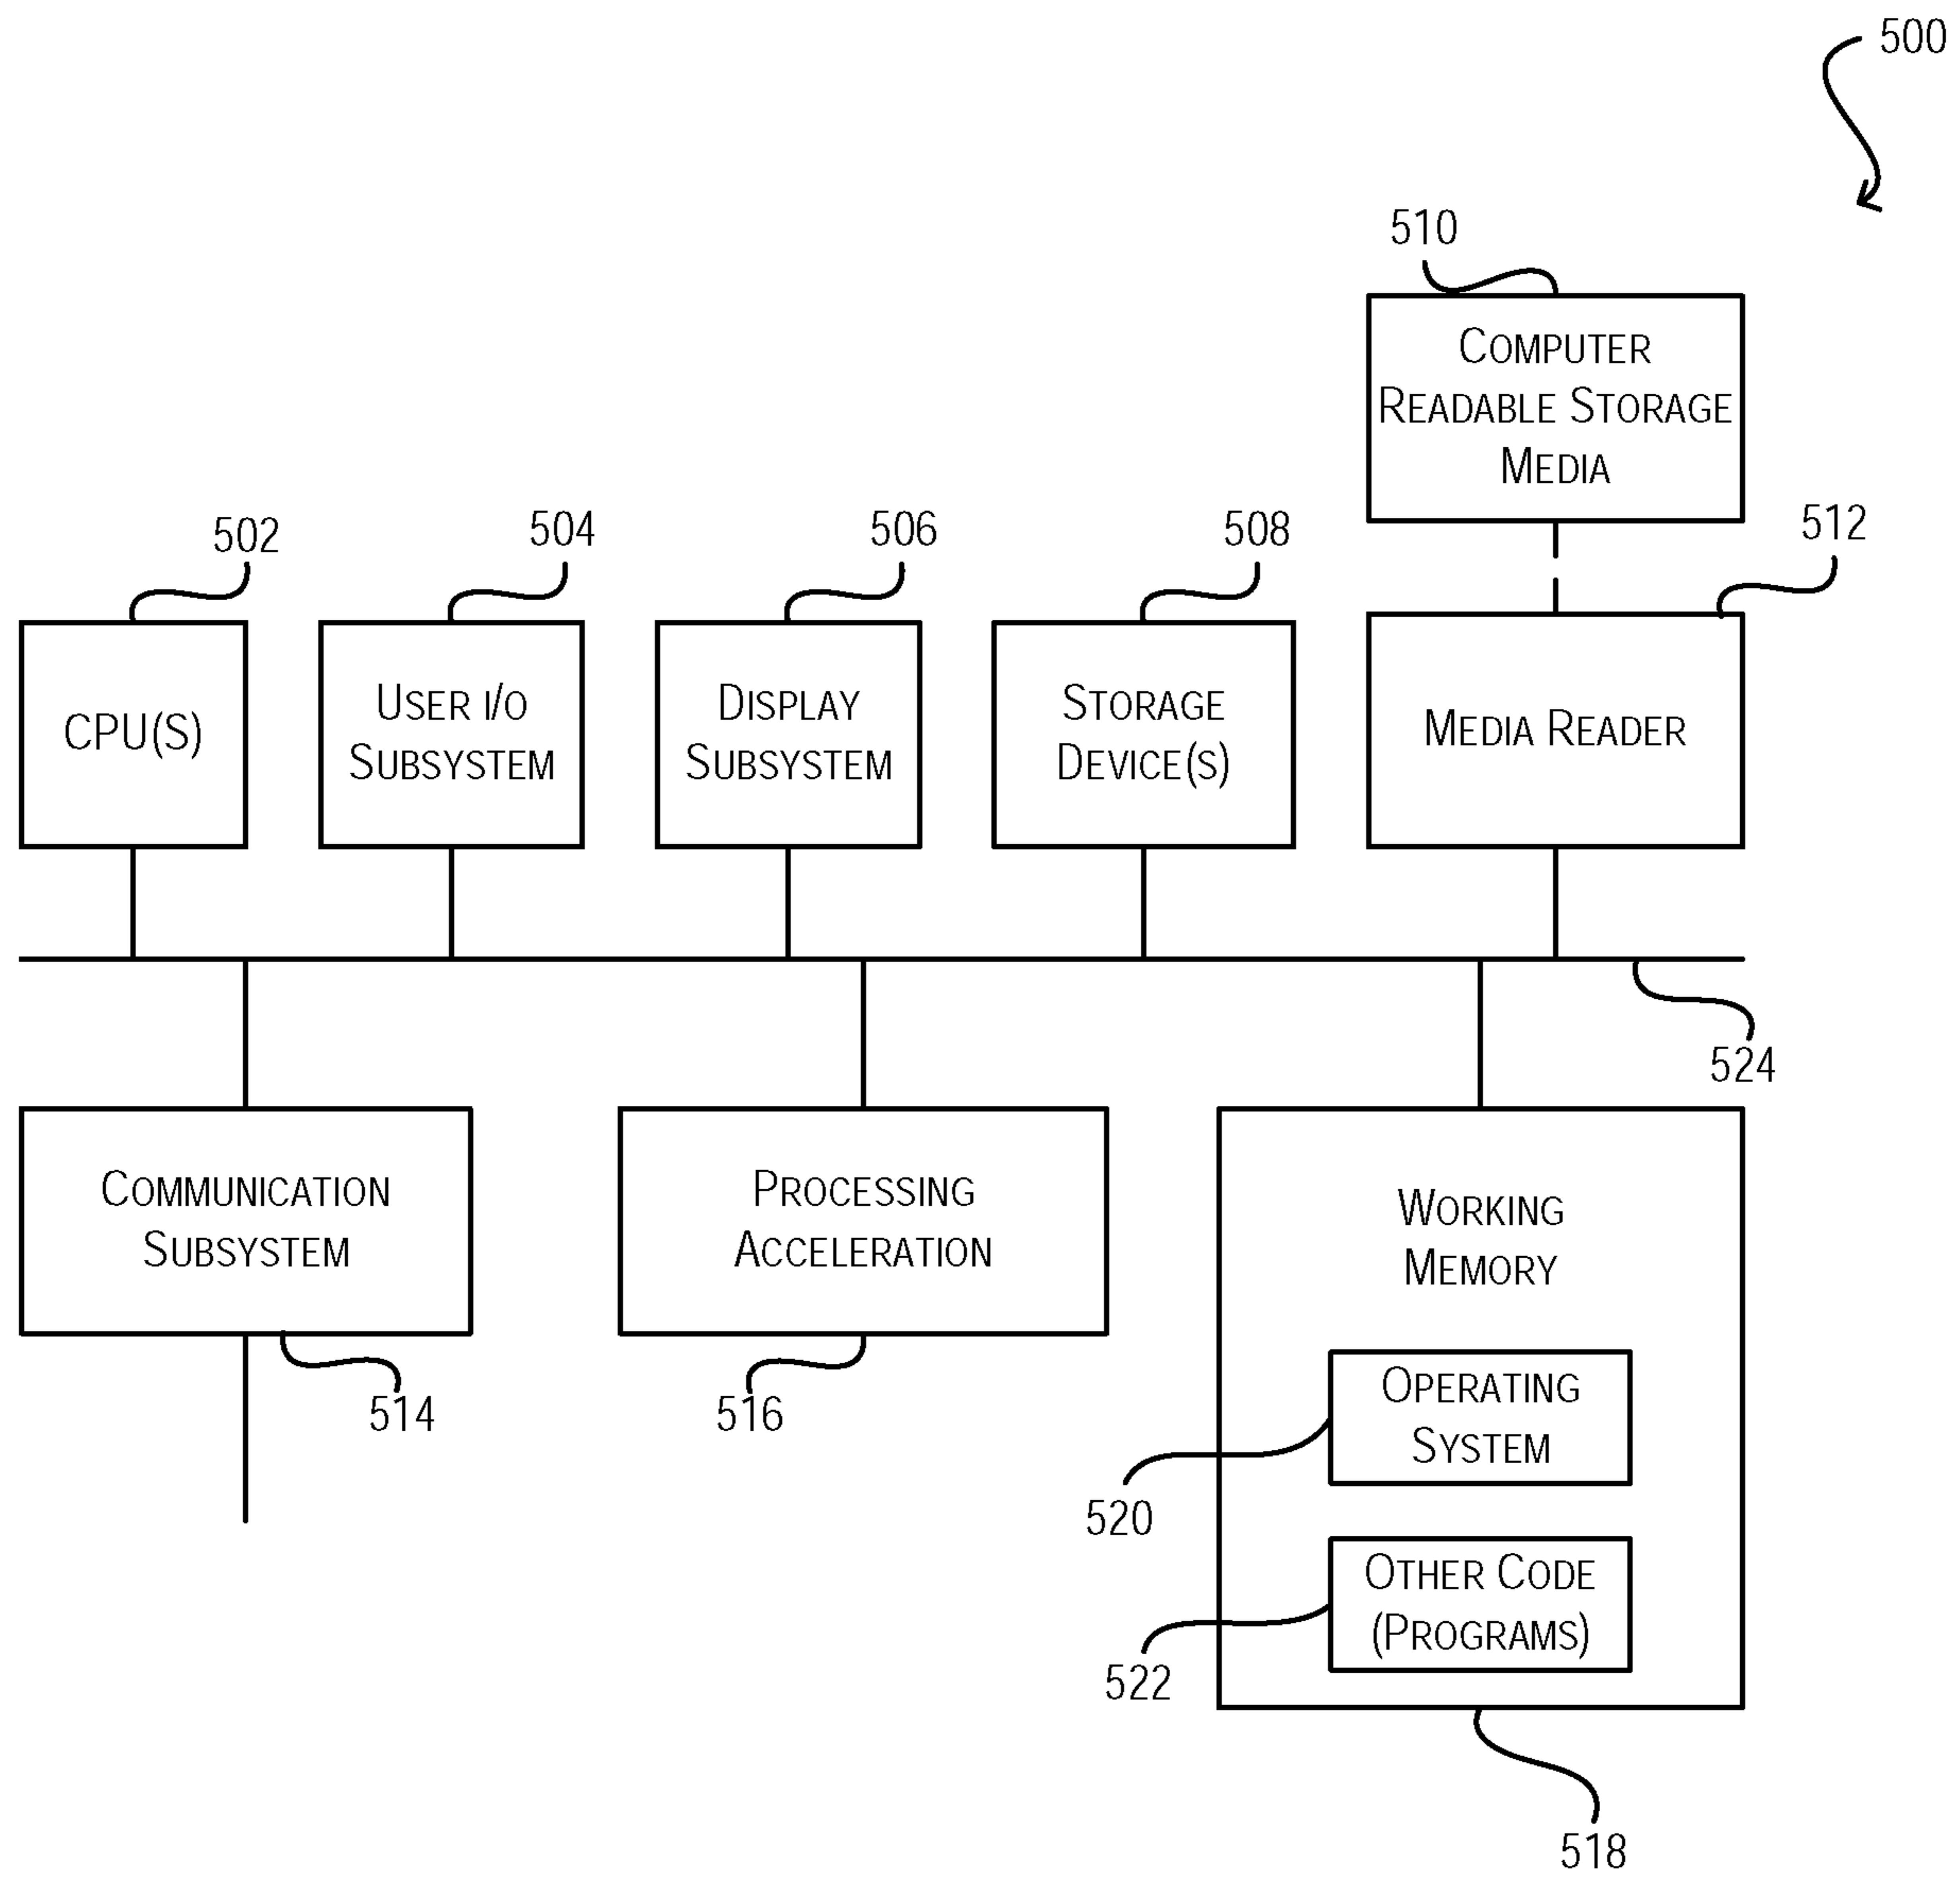 500
510
COMPUTER
READABLE STORAGE
MEDIA
502
504
506
508
512
CPU(S)
USER I/O
SUBSYSTEM
DISPLAY
SUBSYSTEM
STORAGE
DEVICE(S)
MEDIA READER
524
COMMUNICATION
SUBSYSTEM
PROCESSING
ACCELERATION
WORKING
MEMORY
514
516
OPERATING
SYSTEM
520
OTHER CODE
(PROGRAMS)
522
518